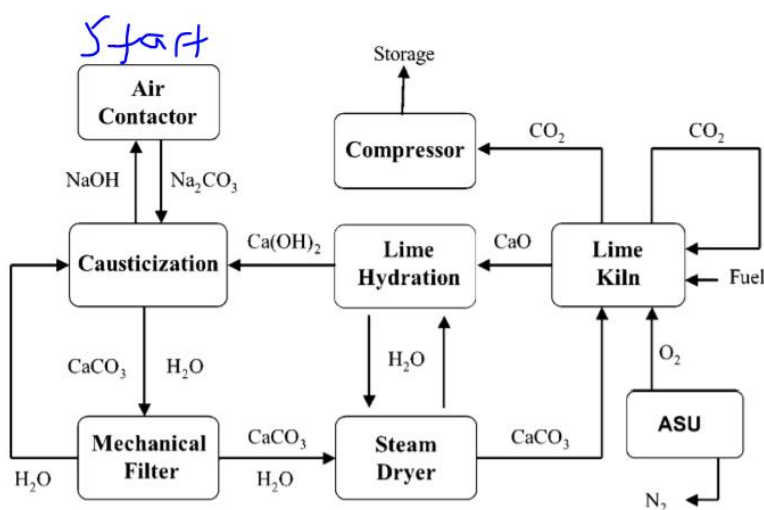 Start
Storage
Air
Contactor
CO₂
CO₂
Compressor
NaOH
Na₂CO₃
Causticization
Ca(OH)₂
Lime
Hydration
CaO
Lime
Kiln
Fuel
CaCO₃
H₂O
H₂O
O₂
Mechanical
Filter
CaCO₃
H₂O
Steam
Dryer
CaCO₃
ASU
H₂O
N₂